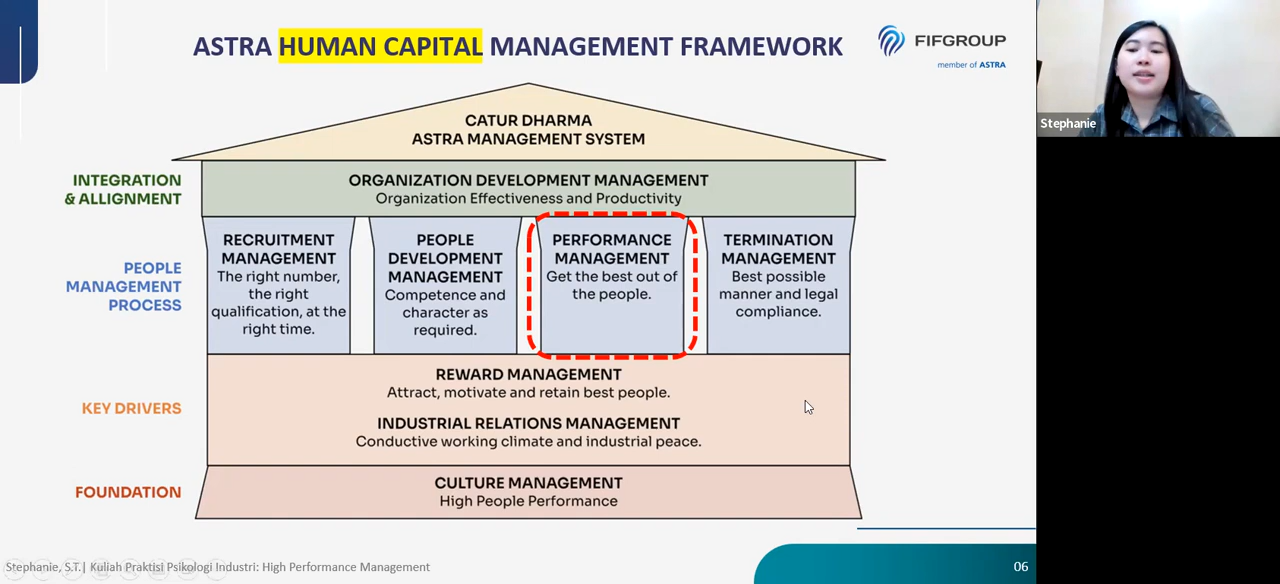 ASTRA HUMAN CAPITAL MANAGEMENT FRAMEWORK
FIFGROUP
member of ASTRA
Stephanie
CATUR DHARMA
ASTRA MANAGEMENT SYSTEM
INTEGRATION
& ALLIGNMENT
ORGANIZATION DEVELOPMENT MANAGEMENT
Organization Effectiveness and Productivity
PEOPLE
MANAGEMENT
PROCESS
RECRUITMENT
MANAGEMENT
The right number,
the right
qualification, at the
right time.
PEOPLE
DEVELOPMENT
MANAGEMENT
Competence and
character as
required.
PERFORMANCE
MANAGEMENT
Get the best out of
the people.
TERMINATION
MANAGEMENT
Best possible
manner and legal
compliance.
KEY DRIVERS
REWARD MANAGEMENT
Attract, motivate and retain best people.
INDUSTRIAL RELATIONS MANAGEMENT
Conductive working climate and industrial peace.
FOUNDATION
CULTURE MANAGEMENT
High People Performance
Stephanie, S.T.| Kuliah Praktisi Psikologi Industri: High Performance Management
06